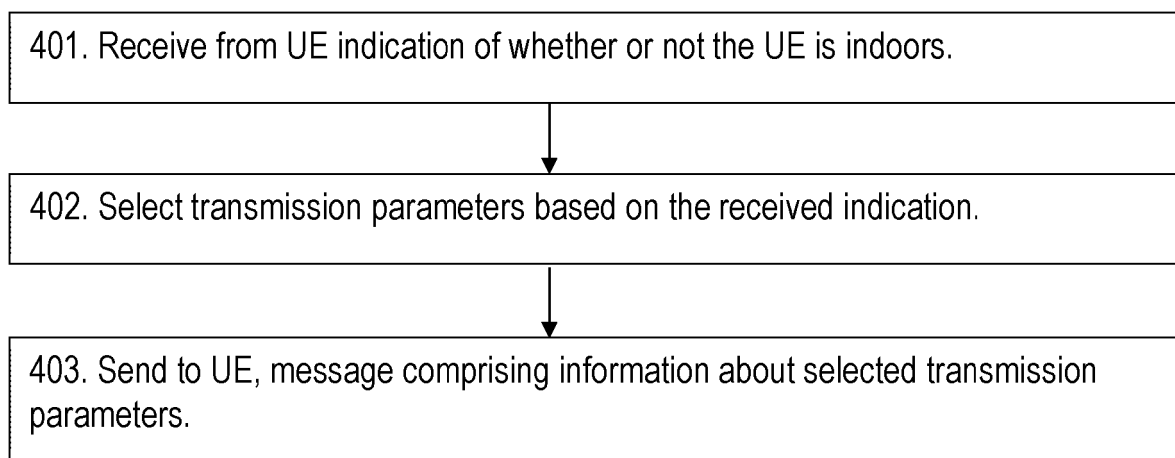 401. Receive from UE indication of whether or not the UE is indoors.
402. Select transmission parameters based on the received indication.
403. Send to UE, message comprising information about selected transmission
parameters.